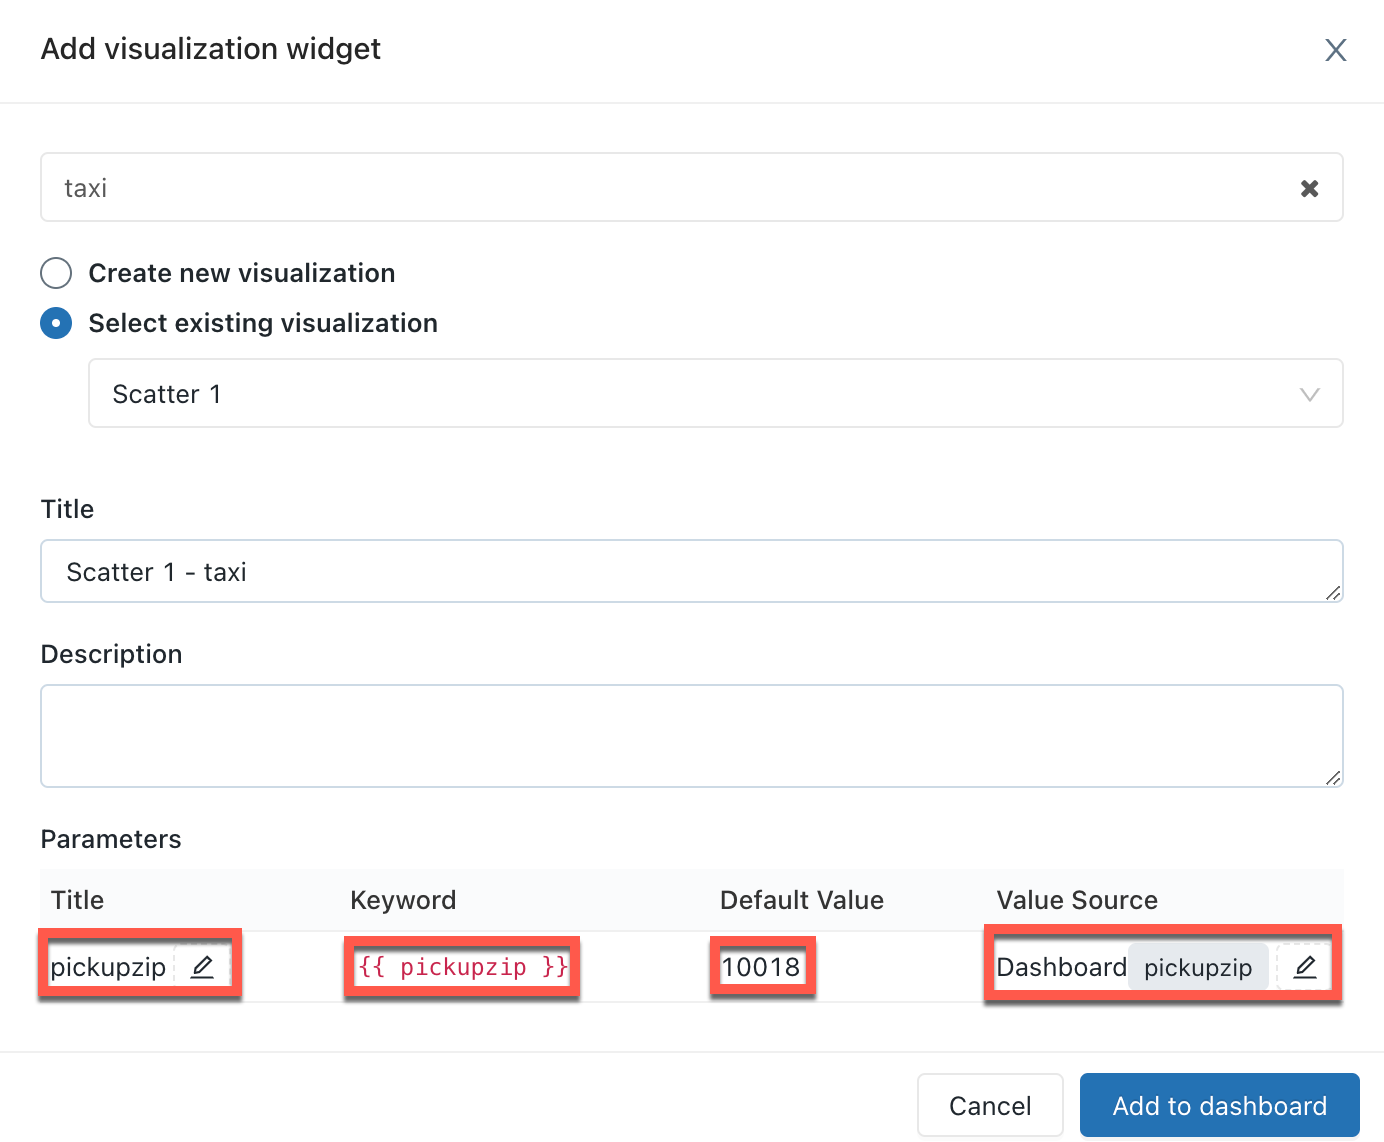 Add visualization widget
taxi
Create new visualization
Select existing visualization
Scatter 1
Title
Scatter 1 - taxi
Description
Parameters
Title Keyword Default Value Value Source
pickupzip {{ pickupzip }} 10018 Dashboard pickupzip
Cancel Add to dashboard